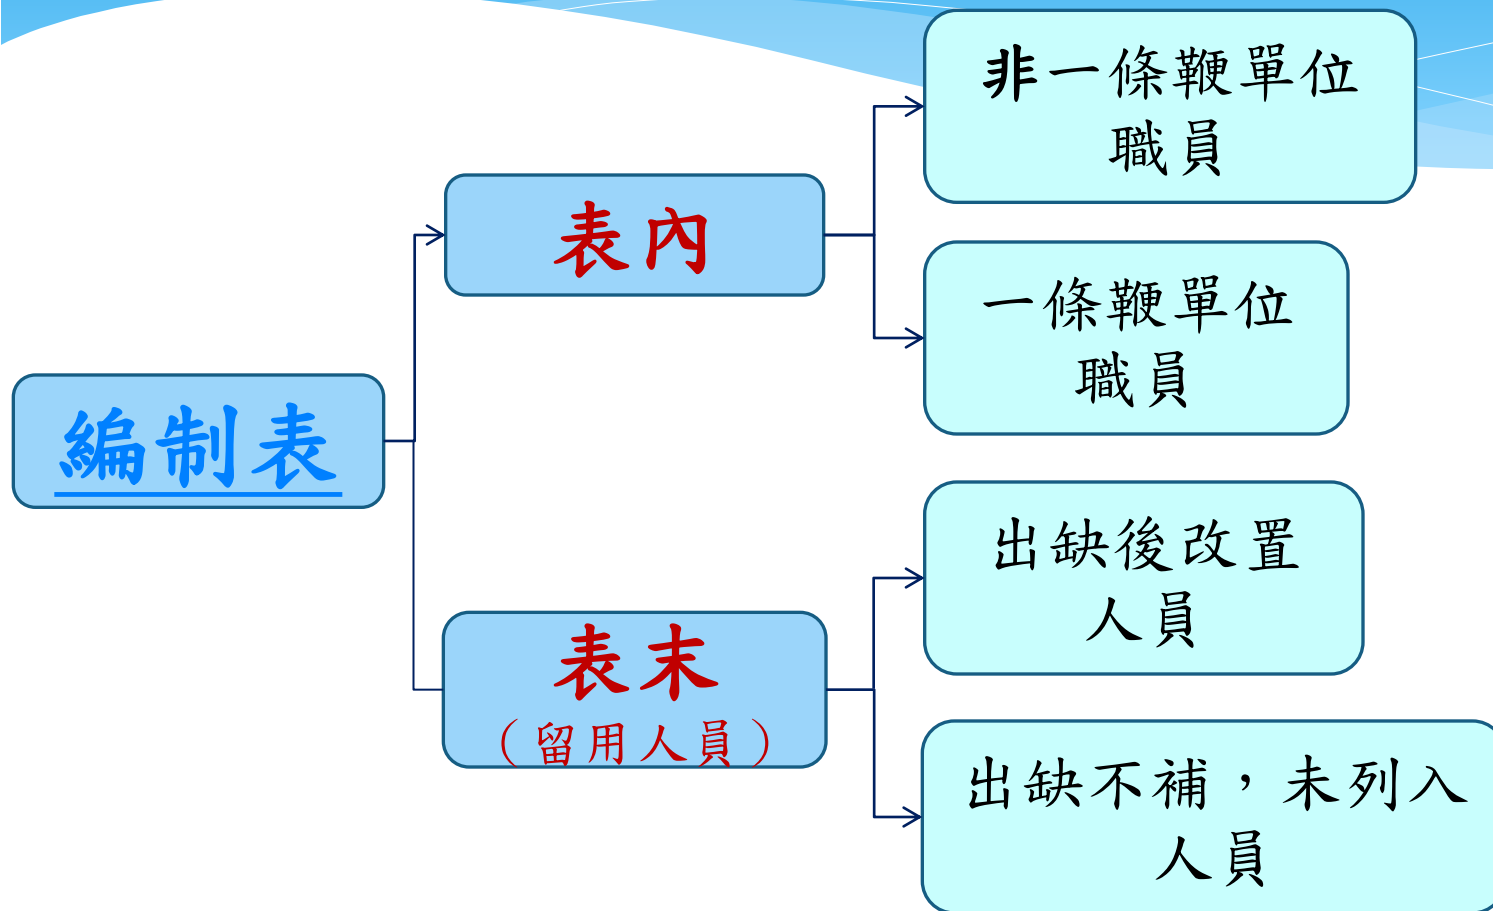 非一條鞭單位
職員
表內
一條鞭單位
職員
編制表
出缺後改置
人員
表末
（留用人員）
出缺不補，未列入
人員